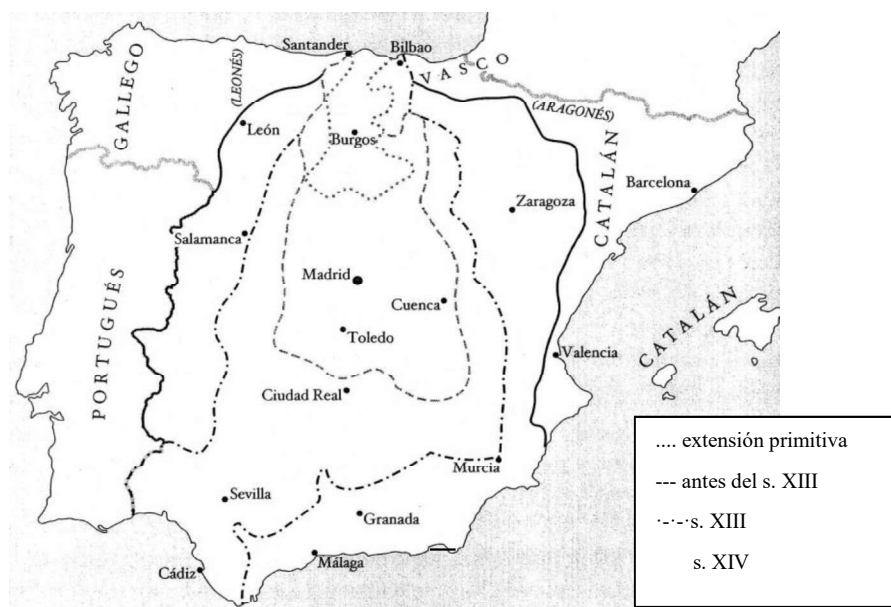 Santander
Bilbao
VASCO
GALLEGO
(LEONÉS)
(ARAGONÉS)
León
Burgos
CATALÁN
Barcelona
Zaragoza
Salamanca
Madrid
Cuenca
CATALÁN
PORTUGUÉS
Toledo
Valencia
Ciudad Real
Murcia
Sevilla
Granada
Cádiz
Málaga
.... extensión primitiva
--- antes del s. XIII
·-·-·s. XIII
s. XIV